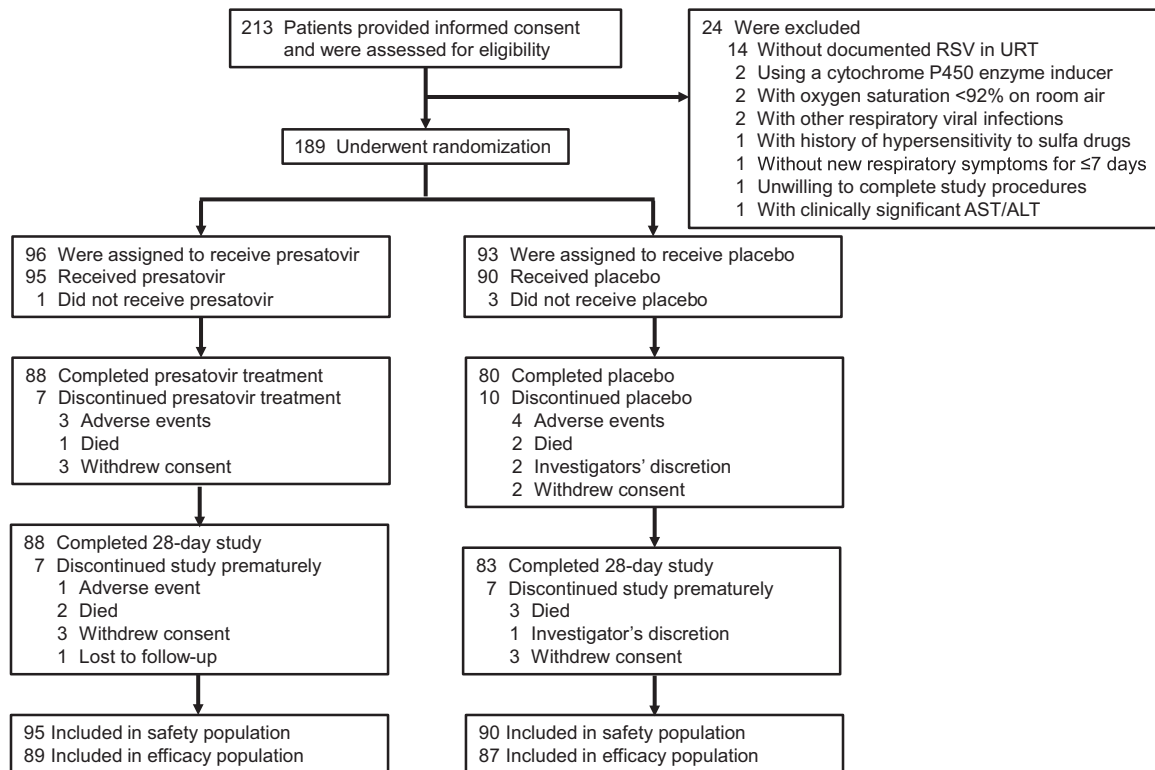 213 Patients provided informed consent
and were assessed for eligibility
24 Were excluded
14 Without documented RSV in URT
2 Using a cytochrome P450 enzyme inducer
2 With oxygen saturation <92% on room air
2 With other respiratory viral infections
1 With history of hypersensitivity to sulfa drugs
1 Without new respiratory symptoms for ≤7 days
1 Unwilling to complete study procedures
1 With clinically significant AST/ALT
189 Underwent randomization
96 Were assigned to receive presatovir
95 Received presatovir
1 Did not receive presatovir
93 Were assigned to receive placebo
90 Received placebo
3 Did not receive placebo
88 Completed presatovir treatment
7 Discontinued presatovir treatment
3 Adverse events
1 Died
3 Withdrew consent
80 Completed placebo
10 Discontinued placebo
4 Adverse events
2 Died
2 Investigators’ discretion
2 Withdrew consent
88 Completed 28-day study
7 Discontinued study prematurely
1 Adverse event
2 Died
3 Withdrew consent
1 Lost to follow-up
83 Completed 28-day study
7 Discontinued study prematurely
3 Died
1 Investigator’s discretion
3 Withdrew consent
95 Included in safety population
89 Included in efficacy population
90 Included in safety population
87 Included in efficacy population